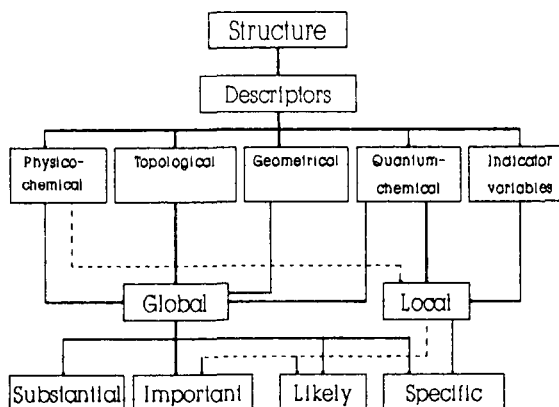 Structure
Descriptors
Physico-
chemical
Topological
Geometrical
Quantum-
chemical
Indicator
variables
Global
Local
Substantial
Important
Likely
Specific